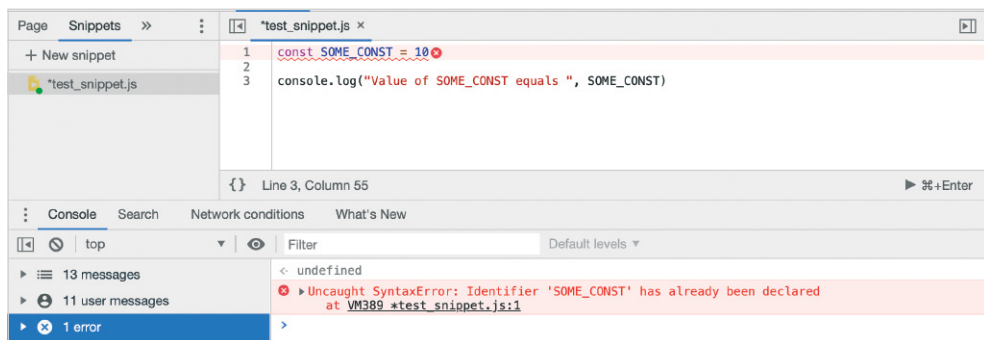 Page Snippets »
*test_snippet.js ×
+ New snippet
*test_snippet.js
1 const SOME_CONST = 10
2
3 console.log("Value of SOME_CONST equals ", SOME_CONST)
{} Line 3, Column 55
⌘+Enter
Console Search Network conditions What's New
top
Filter
Default levels ▼
13 messages
11 user messages
1 error
undefined
Uncaught SyntaxError: Identifier 'SOME_CONST' has already been declared
at VM389 *test_snippet.js:1